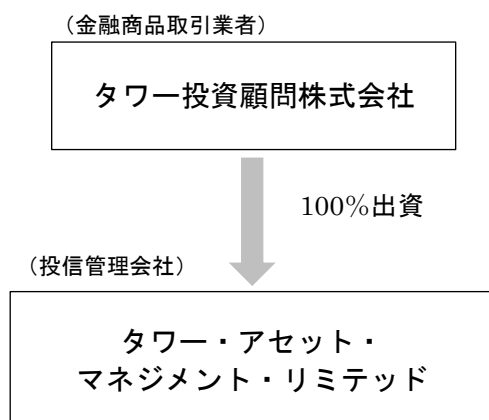 （金融商品取引業者）
タワー投資顧問株式会社
100%出資
（投信管理会社）
タワー・アセット・
マネジメント・リミテッド